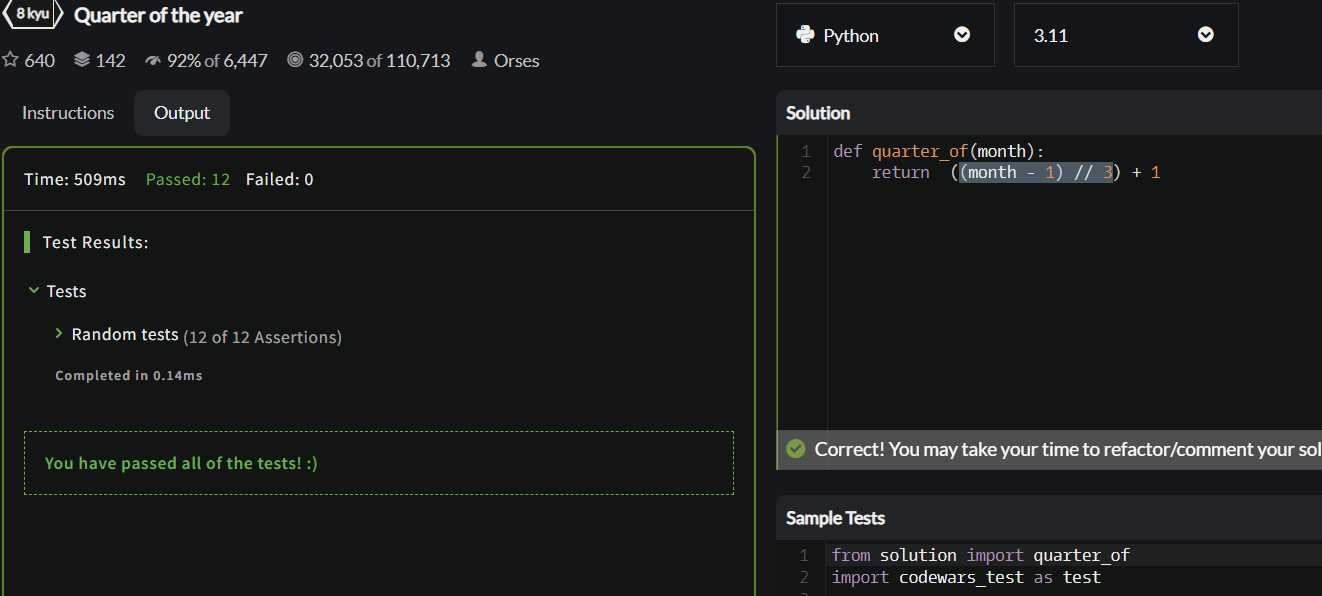 8 kyu Quarter of the year
640 142 92% of 6,447 32,053 of 110,713 Orses
Instructions Output
Time: 509ms Passed: 12 Failed: 0
Test Results:
Tests
Random tests (12 of 12 Assertions)
Completed in 0.14ms
You have passed all of the tests! :)
Python 3.11
Solution
1 def quarter_of(month):
2 return ((month - 1) // 3) + 1
Correct! You may take your time to refactor/comment your sol
Sample Tests
1 from solution import quarter_of
2 import codewars_test as test